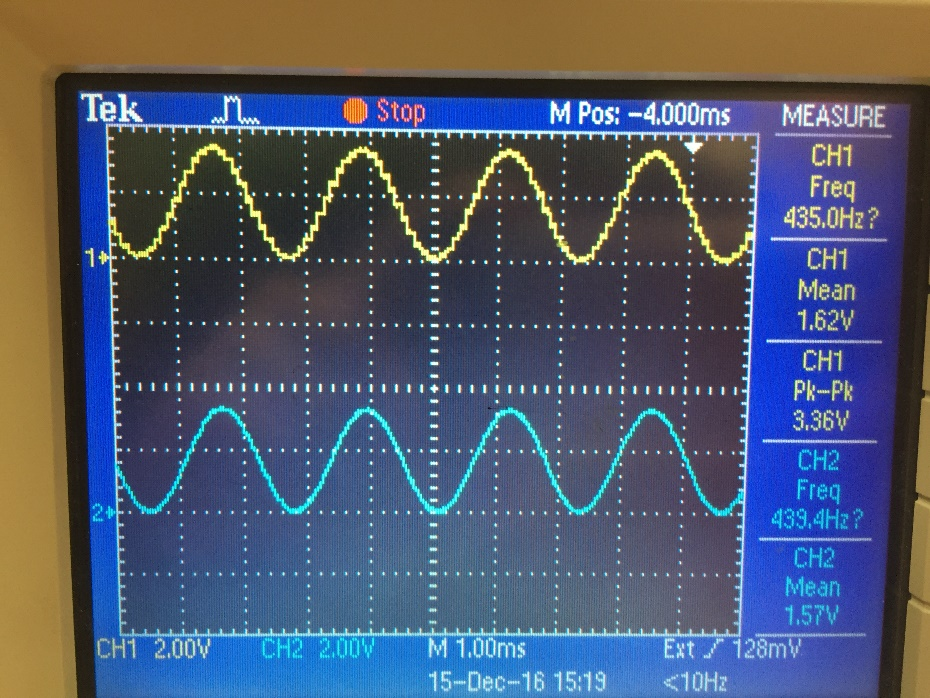 Tek Stop M Pos: -4.000ms MEASURE
CH1
Freq
435.0Hz?
CH1
Mean
1.62V
CH1
Pk-Pk
3.36V
CH2
Freq
439.4Hz?
CH2
Mean
1.57V
1
2
CH1 2.00V CH2 2.00V M 1.00ms Ext 128mV
15-Dec-16 15:19 <10Hz